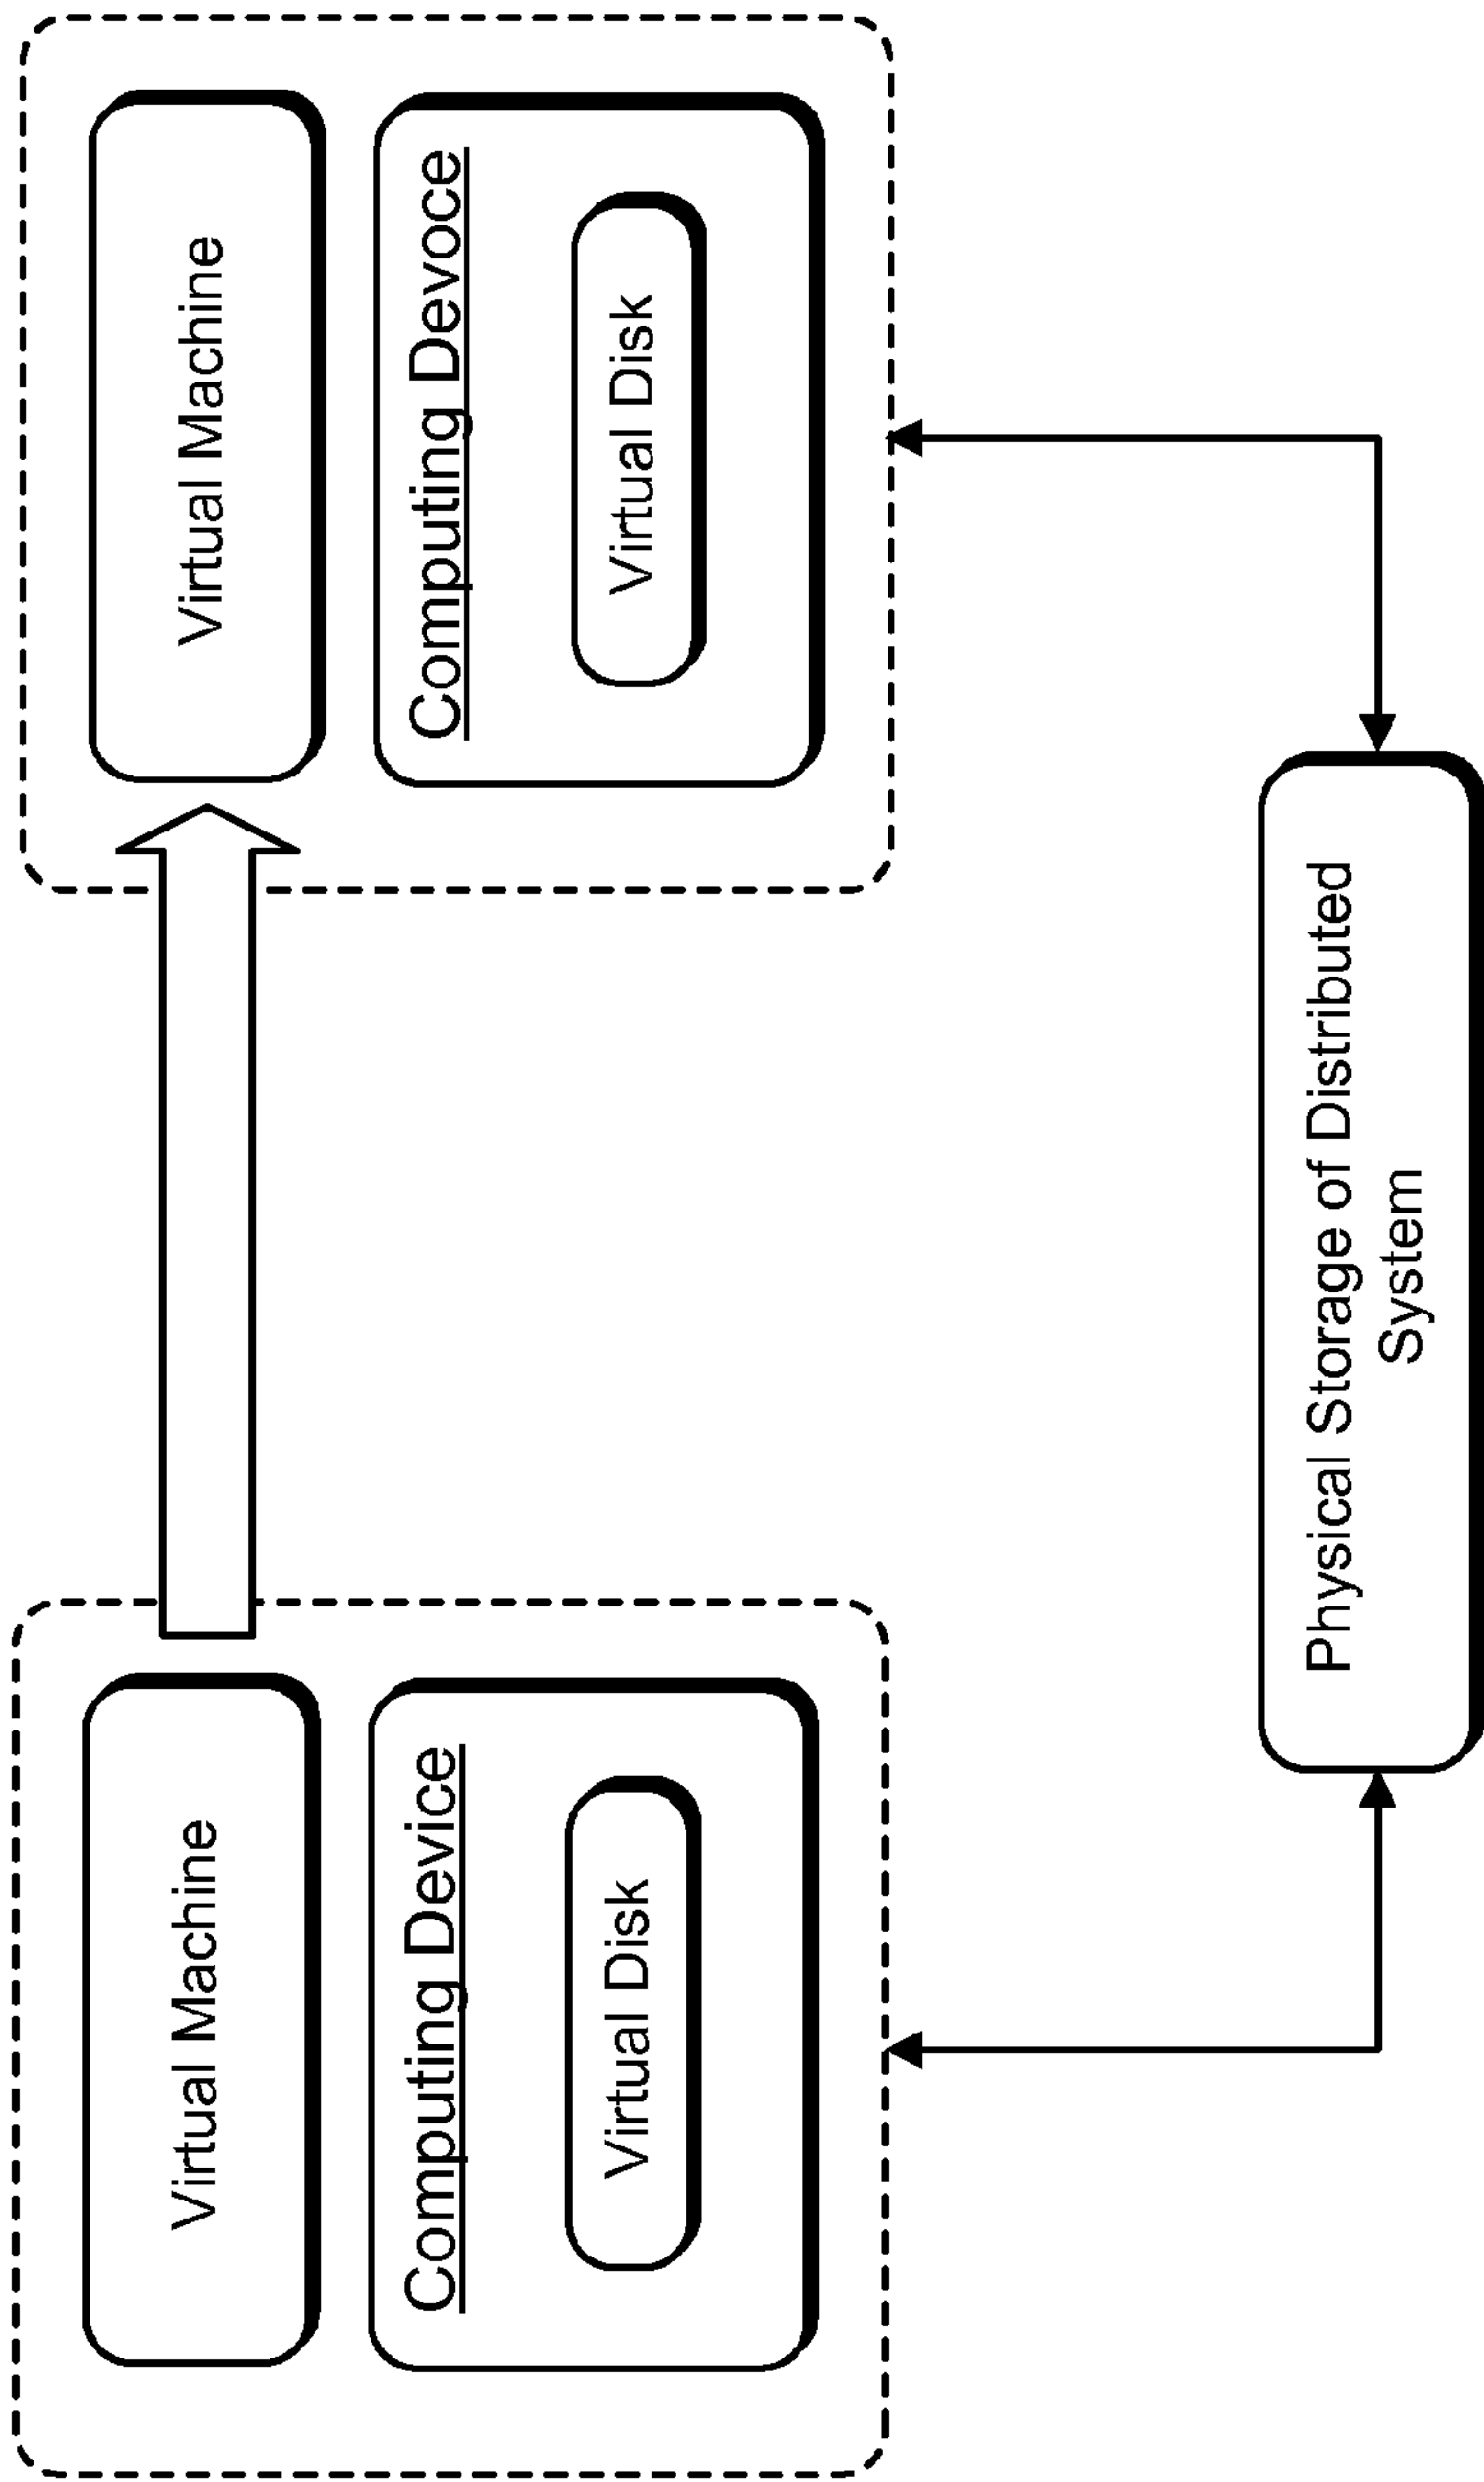 Virtual Machine
Computing Device
Virtual Disk
Virtual Machine
Computing Devoce
Virtual Disk
Physical Storage of Distributed
System